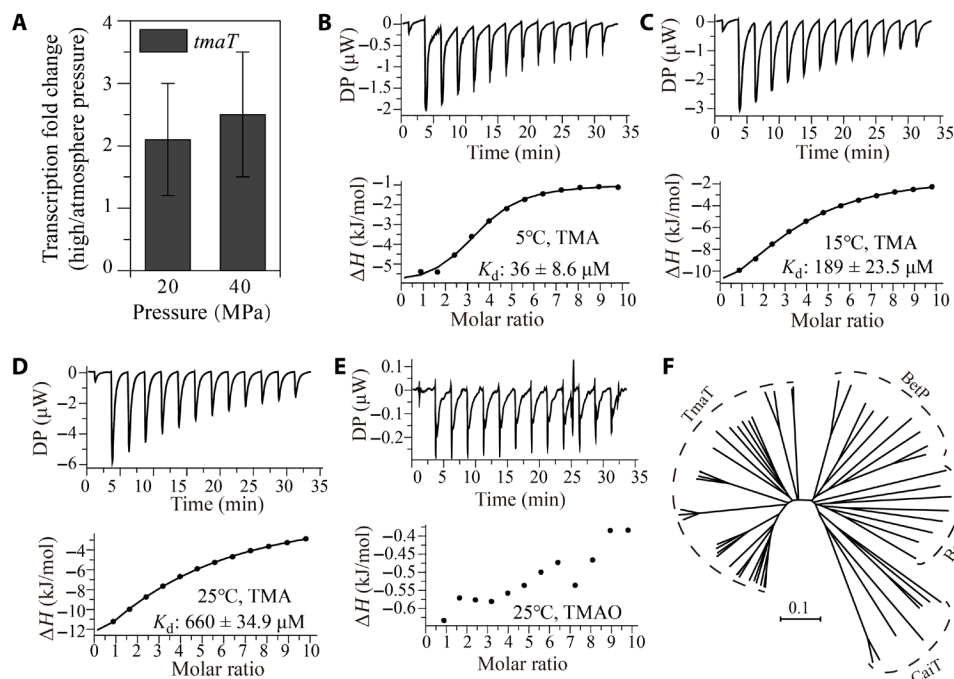 A
Transcription fold change
(high/atmosphere pressure)
4
3
2
1
0
tmaT
20 40
Pressure (MPa)
B
DP (μW)
0
−0.5
−1
−1.5
−2
0 5 10 15 20 25 30 35
Time (min)
ΔH (kJ/mol)
−1
−2
−3
−4
−5
5°C, TMA
Kd: 36 ± 8.6 μM
0 1 2 3 4 5 6 7 8 9 10
Molar ratio
C
DP (μW)
0
−1
−2
−3
0 5 10 15 20 25 30 35
Time (min)
ΔH (kJ/mol)
−2
−4
−6
−8
−10
15°C, TMA
Kd: 189 ± 23.5 μM
0 1 2 3 4 5 6 7 8 9 10
Molar ratio
D
DP (μW)
0
−2
−4
−6
0 5 10 15 20 25 30 35
Time (min)
ΔH (kJ/mol)
−4
−6
−8
−10
−12
25°C, TMA
Kd: 660 ± 34.9 μM
0 1 2 3 4 5 6 7 8 9 10
Molar ratio
E
DP (μW)
0.1
0
−0.1
−0.2
0 5 10 15 20 25 30 35
Time (min)
ΔH (kJ/mol)
−0.4
−0.45
−0.5
−0.55
−0.6
25°C, TMAO
0 1 2 3 4 5 6 7 8 9 10
Molar ratio
F
TmaT
BetP
CaiT
0.1